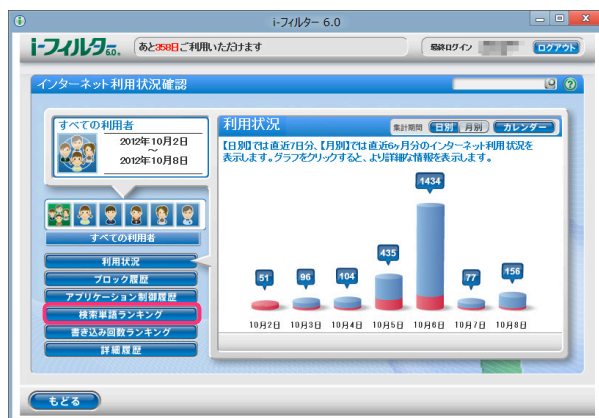 i-フィルター 6.0
i-フィルター 6.0
あと358日ご利用いただけます
最終ログイン
ログアウト
インターネット利用状況確認
すべての利用者
2012年10月2日
～
2012年10月8日
すべての利用者
利用状況
ブロック履歴
アプリケーション制御履歴
検索単語ランキング
書き込み回数ランキング
詳細履歴
利用状況
集計期間 日別 月別 カレンダー
【日別】では直近7日分、【月別】では直近6ヶ月分のインターネット利用状況を
表示します。グラフをクリックすると、より詳細な情報を表示します。
51 96 104 435 1434 77 156
10月2日 10月3日 10月4日 10月5日 10月6日 10月7日 10月8日
もどる